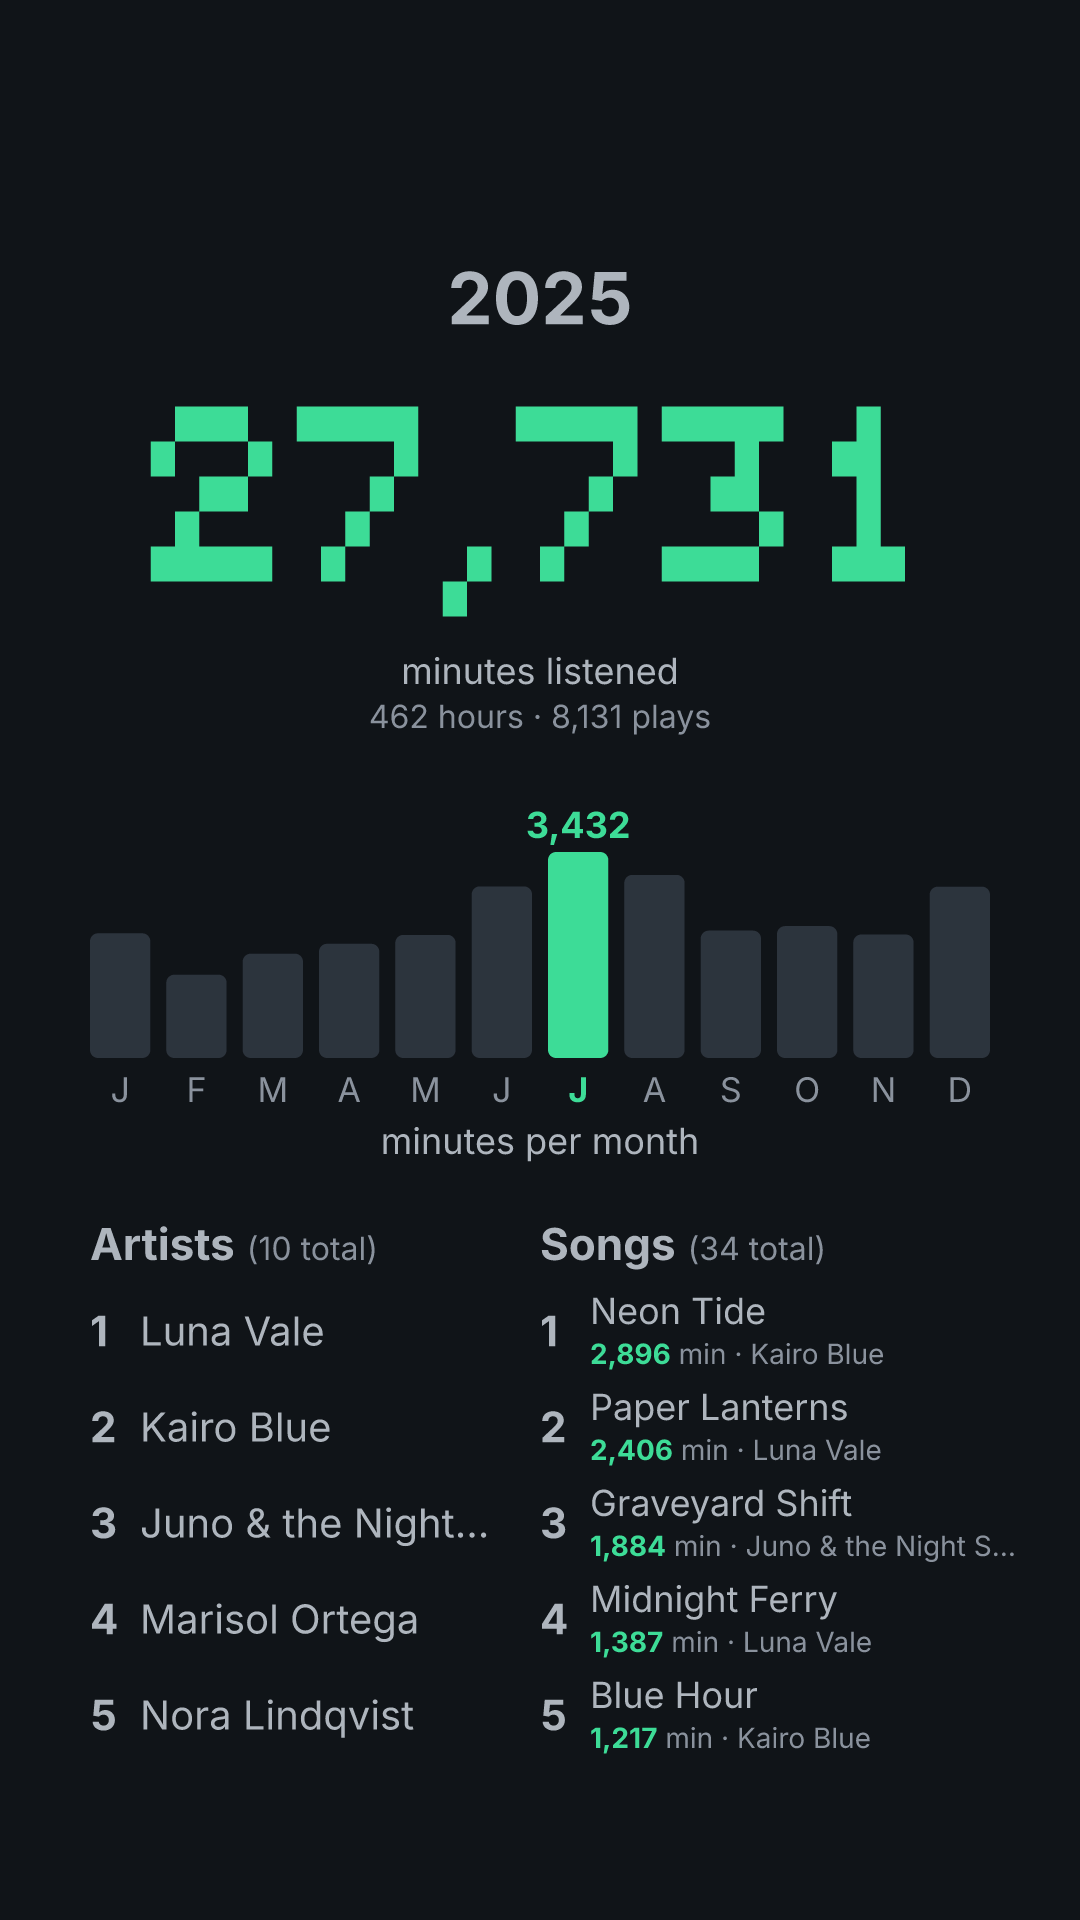 2025
27,731
minutes listened
462 hours · 8,131 plays
3,432
J F M A M J J A S O N D
minutes per month
Artists (10 total)
1 Luna Vale
2 Kairo Blue
3 Juno & the Night...
4 Marisol Ortega
5 Nora Lindqvist
Songs (34 total)
1 Neon Tide
2,896 min · Kairo Blue
2 Paper Lanterns
2,406 min · Luna Vale
3 Graveyard Shift
1,884 min · Juno & the Night S...
4 Midnight Ferry
1,387 min · Luna Vale
5 Blue Hour
1,217 min · Kairo Blue